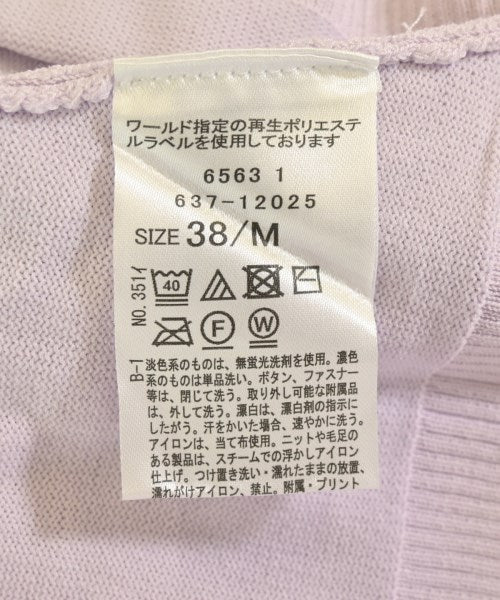 ワールド指定の再生ポリエステ
ルラベルを使用しております
6563 1
637-12025
SIZE 38/M
40
F
W
B-1 NO.351イ
淡色系のものは、無蛍光洗剤を使用。濃色
系のものは単品洗い。ボタン、ファスナー
等は、閉じて洗う。取り外し可能な附属品
は、外して洗う。漂白は、漂白剤の指示に
したがう。汗をかいた場合、速やかに洗う。
アイロンは、当て布使用。ニットや毛足の
ある製品は、スチームでの浮かしアイロン
仕上げ。つけ置き洗い・濡れたままの放置、
濡れがけアイロン、禁止。附属・プリント